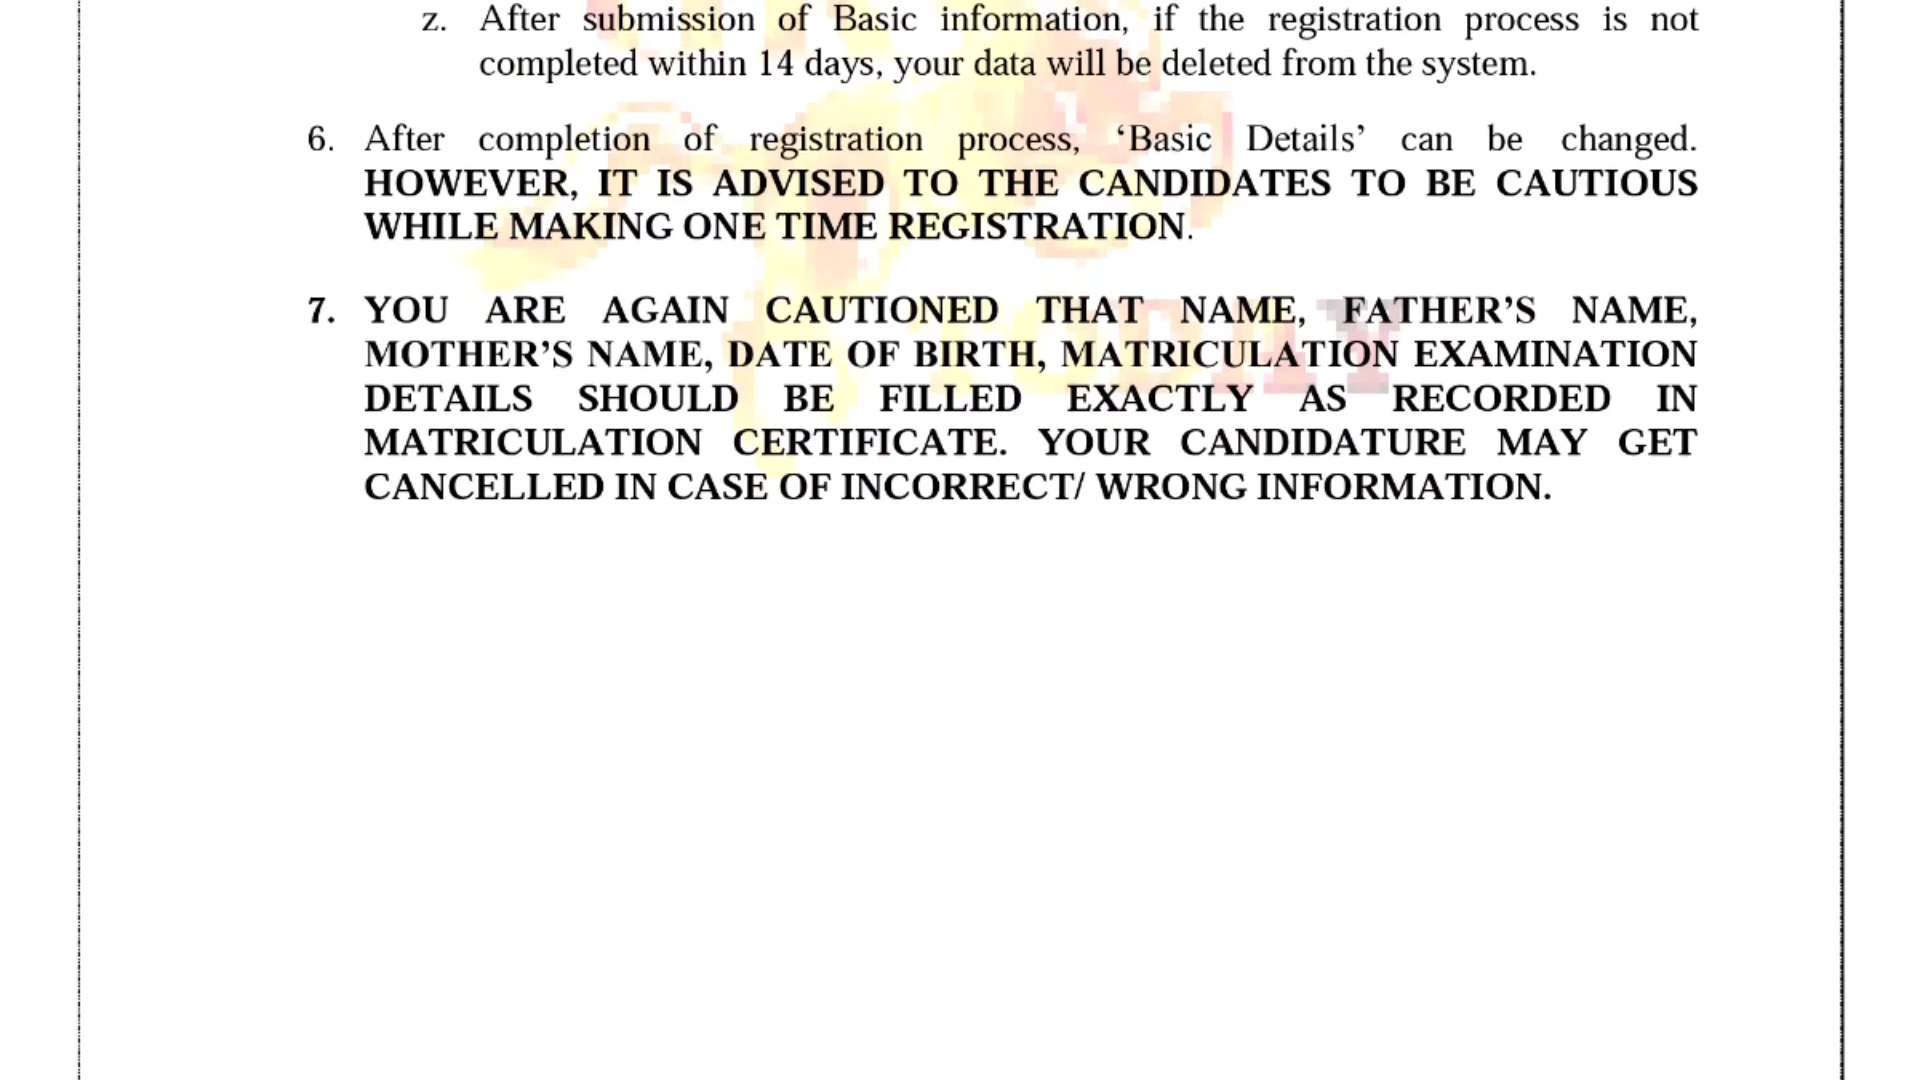 z. After submission of Basic information, if the registration process is not
completed within 14 days, your data will be deleted from the system.
6. After completion of registration process, ‘Basic Details’ can be changed.
HOWEVER, IT IS ADVISED TO THE CANDIDATES TO BE CAUTIOUS
WHILE MAKING ONE TIME REGISTRATION.
7. YOU ARE AGAIN CAUTIONED THAT NAME, FATHER’S NAME,
MOTHER’S NAME, DATE OF BIRTH, MATRICULATION EXAMINATION
DETAILS SHOULD BE FILLED EXACTLY AS RECORDED IN
MATRICULATION CERTIFICATE. YOUR CANDIDATURE MAY GET
CANCELLED IN CASE OF INCORRECT/ WRONG INFORMATION.
TODAY